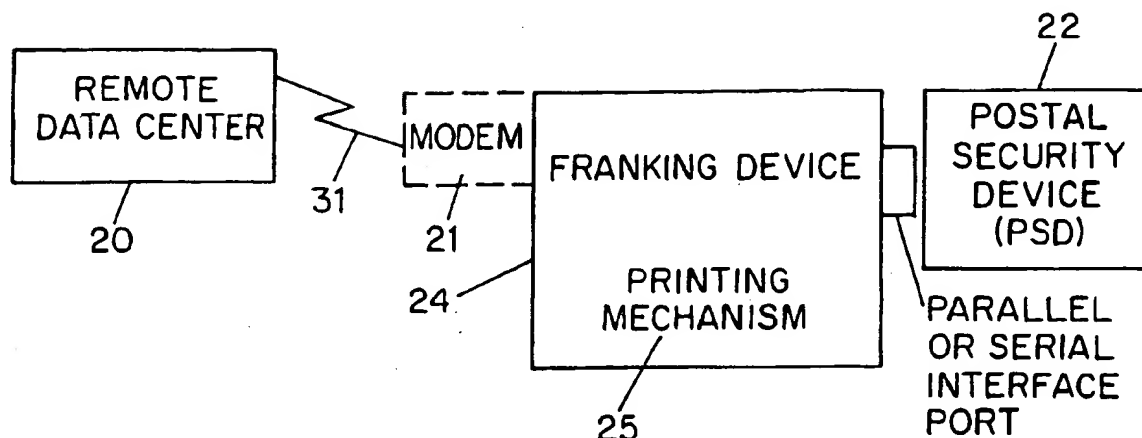 REMOTE
DATA CENTER
20
31
MODEM
21
FRANKING DEVICE
24
PRINTING
MECHANISM
25
22
POSTAL
SECURITY
DEVICE
(PSD)
PARALLEL
OR SERIAL
INTERFACE
PORT